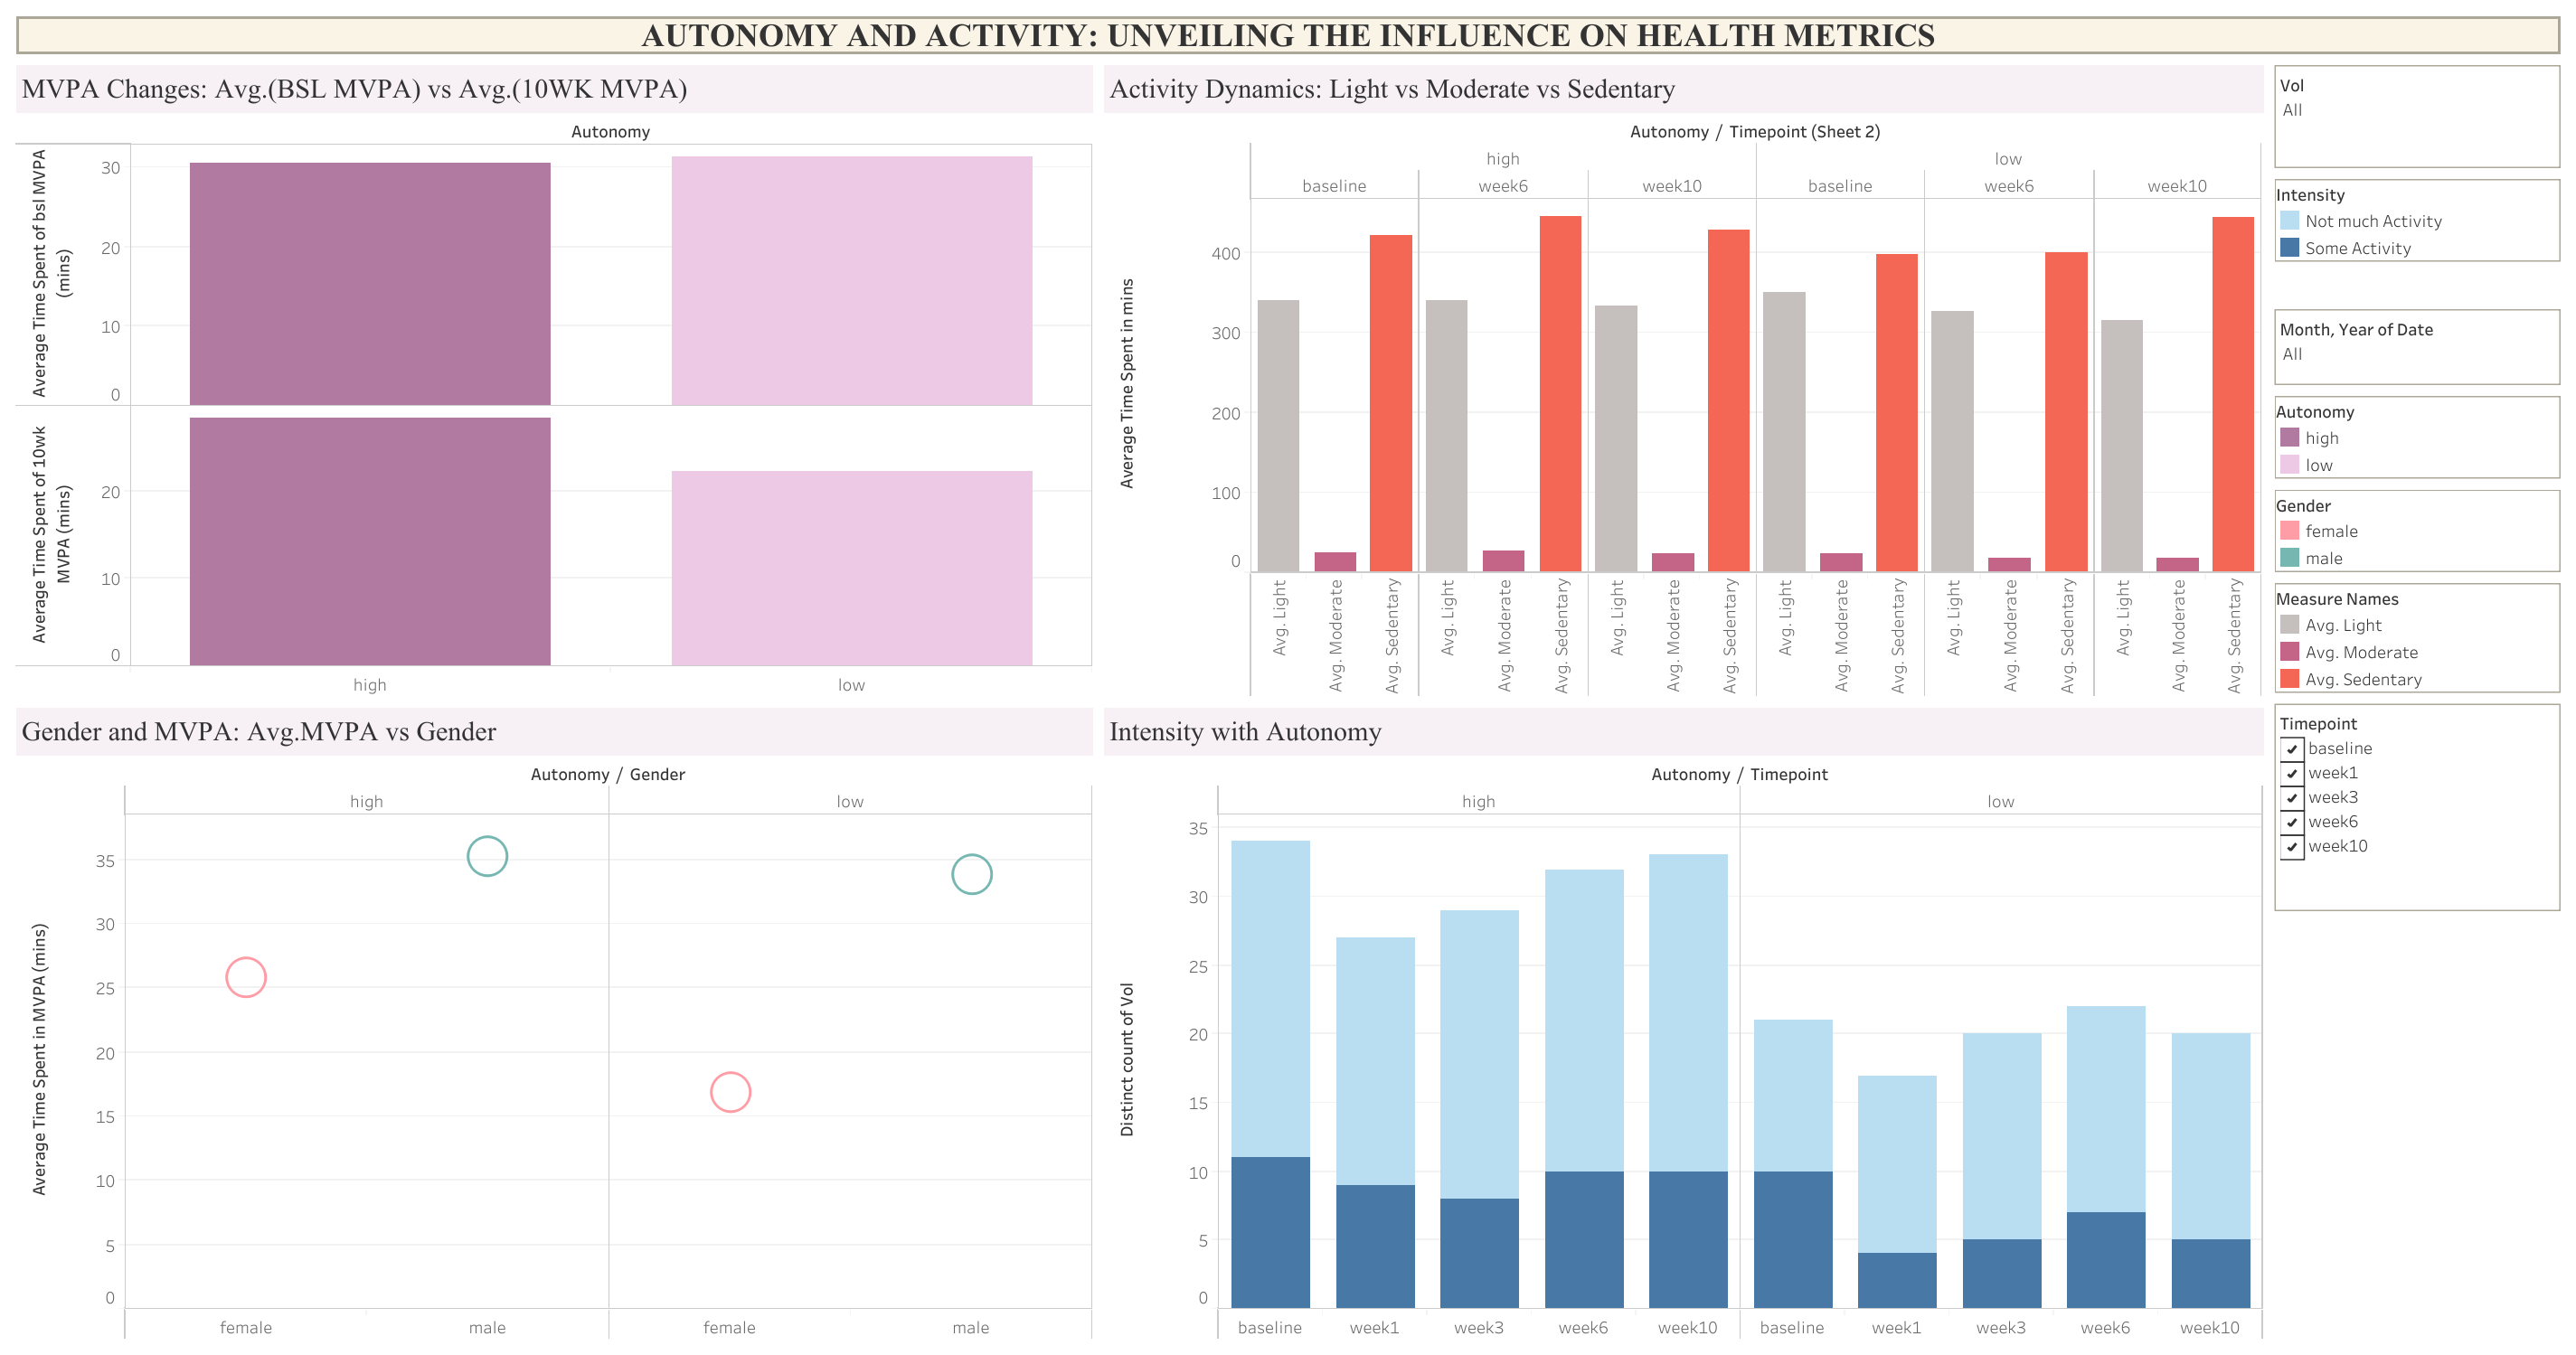 AUTONOMY AND ACTIVITY: UNVEILING THE INFLUENCE ON HEALTH METRICS
MVPA Changes: Avg.(BSL MVPA) vs Avg.(10WK MVPA)
Autonomy
Average Time Spent of bsl MVPA
(mins)
30
20
10
0
Average Time Spent of 10wk
MVPA (mins)
20
10
0
high low
Activity Dynamics: Light vs Moderate vs Sedentary
Autonomy / Timepoint (Sheet 2)
high low
baseline week6 week10 baseline week6 week10
Average Time Spent in mins
400
300
200
100
0
Avg. Light
Avg. Moderate
Avg. Sedentary
Avg. Light
Avg. Moderate
Avg. Sedentary
Avg. Light
Avg. Moderate
Avg. Sedentary
Avg. Light
Avg. Moderate
Avg. Sedentary
Avg. Light
Avg. Moderate
Avg. Sedentary
Avg. Light
Avg. Moderate
Avg. Sedentary
Gender and MVPA: Avg.MVPA vs Gender
Autonomy / Gender
high low
Average Time Spent in MVPA (mins)
35
30
25
20
15
10
5
0
female male female male
Intensity with Autonomy
Autonomy / Timepoint
high low
Distinct count of Vol
35
30
25
20
15
10
5
0
baseline week1 week3 week6 week10 baseline week1 week3 week6 week10
Vol
All
Intensity
Not much Activity
Some Activity
Month, Year of Date
All
Autonomy
high
low
Gender
female
male
Measure Names
Avg. Light
Avg. Moderate
Avg. Sedentary
Timepoint
baseline
week1
week3
week6
week10